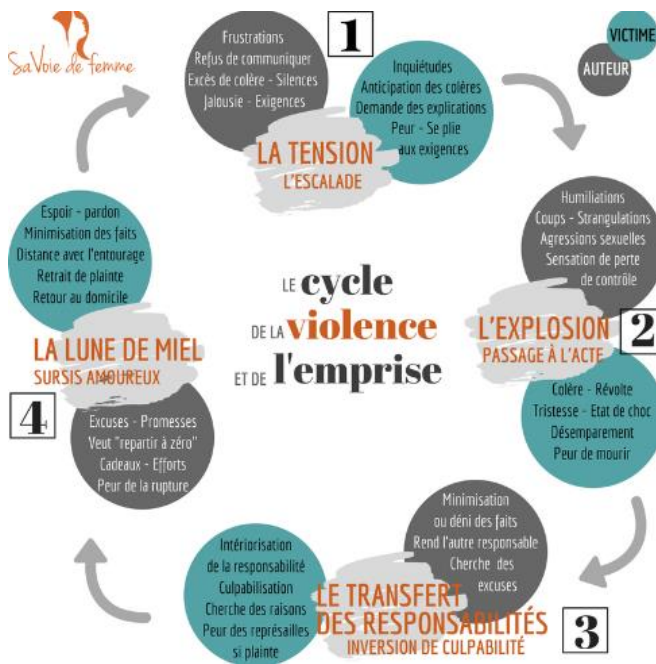 SaVoie de femme
VICTIME
AUTEUR
LE cycle
DE LA violence
ET DE l'emprise
1
Frustrations
Refus de communiquer
Excès de colère - Silences
Jalousie - Exigences
Inquiétudes
Anticipation des colères
Demande des explications
Peur - Se plie
aux exigences
LA TENSION
L'ESCALADE
Humiliations
Coups - Strangulations
Agressions sexuelles
Sensation de perte
de contrôle
L'EXPLOSION
PASSAGE À L'ACTE
2
Colère - Révolte
Tristesse - Etat de choc
Désemparement
Peur de mourir
Minimisation
ou déni des faits
Rend l'autre responsable
Cherche des
excuses
Intériorisation
de la responsabilité
Culpabilisation
Cherche des raisons
Peur des représailles
si plainte
LE TRANSFERT
DES RESPONSABILITÉS
INVERSION DE CULPABILITÉ
3
Espoir - pardon
Minimisation des faits
Distance avec l'entourage
Retrait de plainte
Retour au domicile
LA LUNE DE MIEL
SURSIS AMOUREUX
4
Excuses - Promesses
Veut "repartir à zéro"
Cadeaux - Efforts
Peur de la rupture